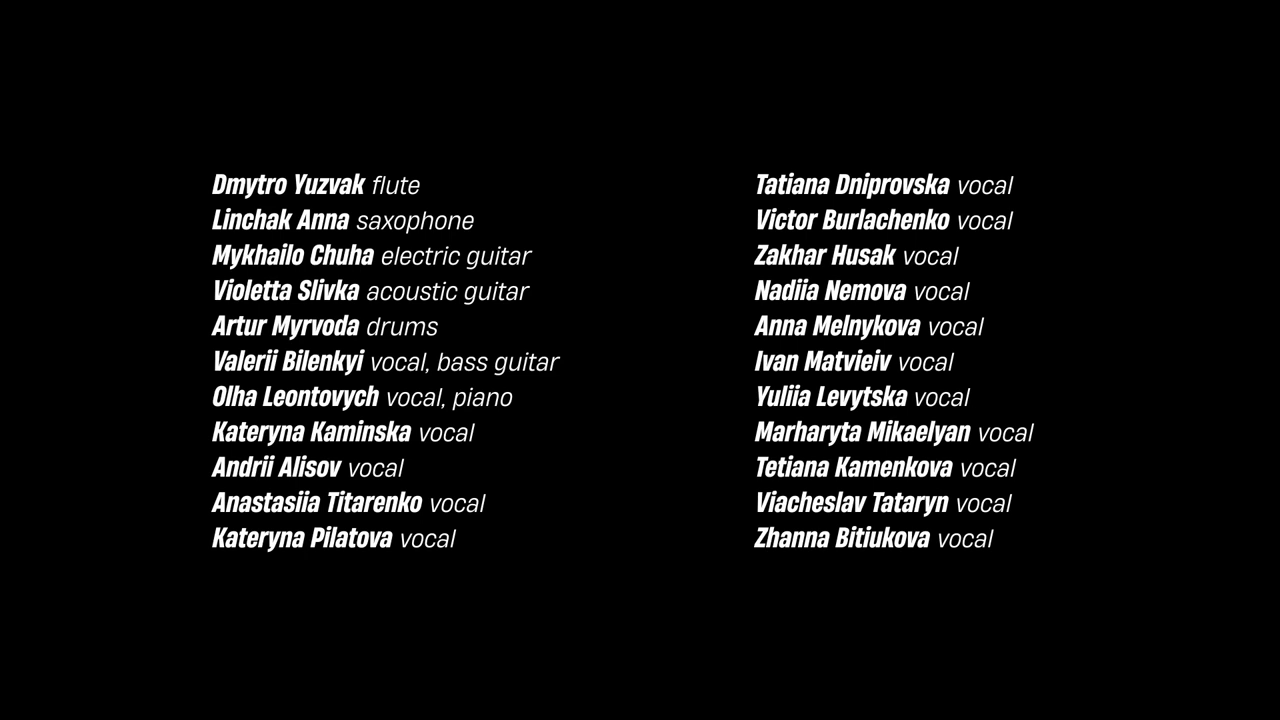 Dmytro Yuzvak flute
Linchak Anna saxophone
Mykhailo Chuha electric guitar
Violetta Slivka acoustic guitar
Artur Myrvoda drums
Valerii Bilenkyi vocal, bass guitar
Olha Leontovych vocal, piano
Kateryna Kaminska vocal
Andrii Alisov vocal
Anastasiia Titarenko vocal
Kateryna Pilatova vocal
Tatiana Dniprovska vocal
Victor Burlachenko vocal
Zakhar Husak vocal
Nadiia Nemova vocal
Anna Melnykova vocal
Ivan Matvieiv vocal
Yuliia Levytska vocal
Marharyta Mikaelyan vocal
Tetiana Kamenkova vocal
Viacheslav Tataryn vocal
Zhanna Bitiukova vocal